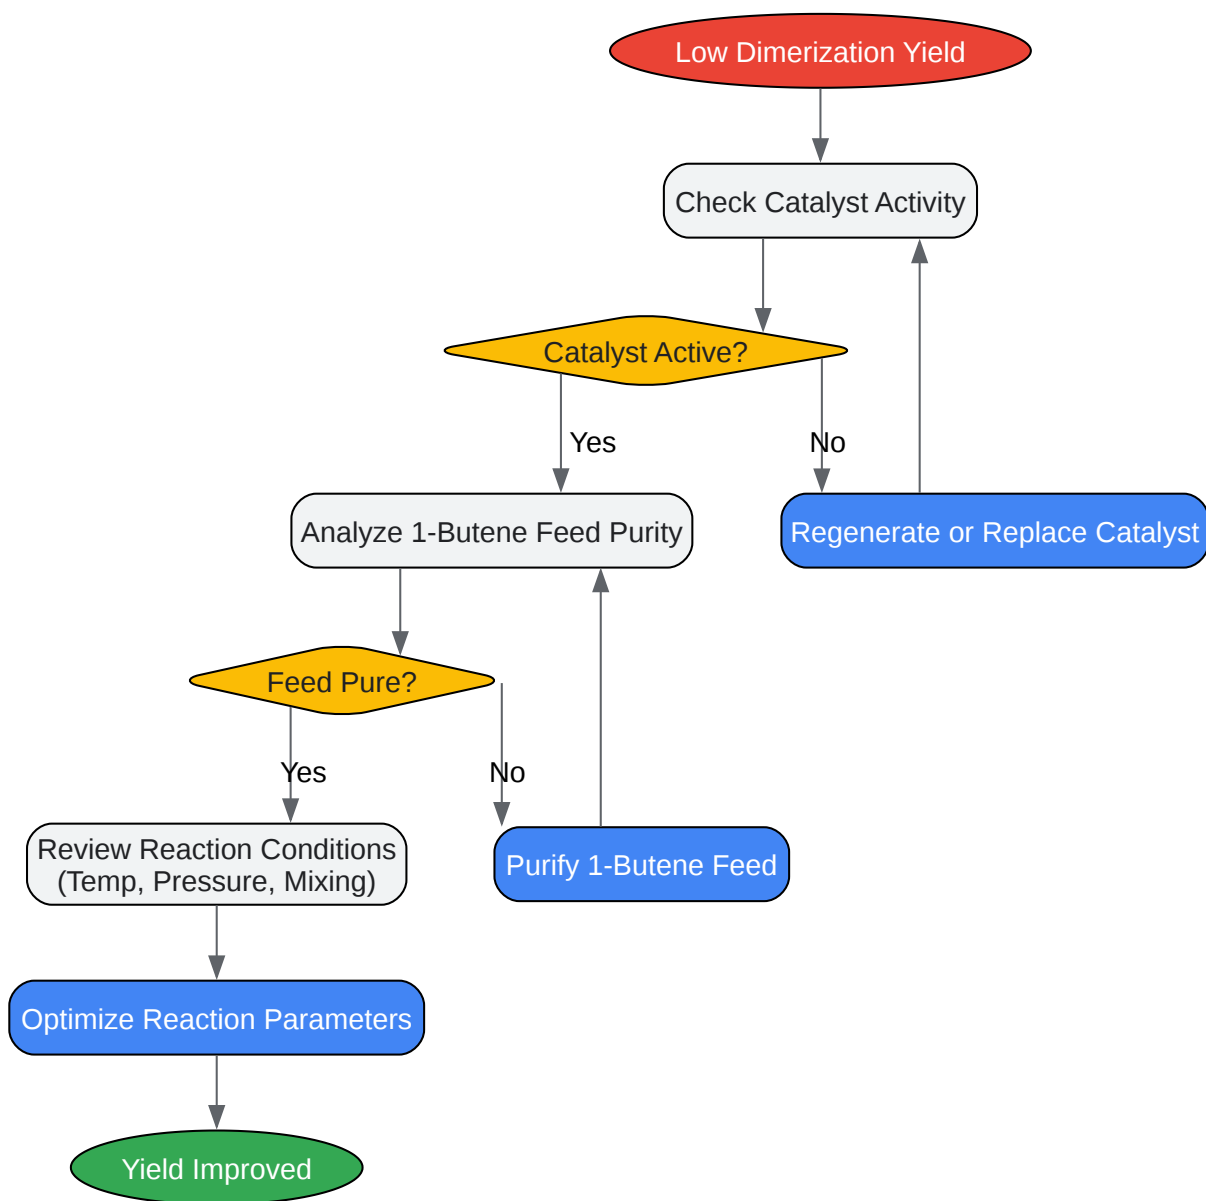 Low Dimerization Yield
Check Catalyst Activity
Catalyst Active?
Yes
No
Analyze 1-Butene Feed Purity
Regenerate or Replace Catalyst
Feed Pure?
Yes
No
Review Reaction Conditions
(Temp, Pressure, Mixing)
Purify 1-Butene Feed
Optimize Reaction Parameters
Yield Improved